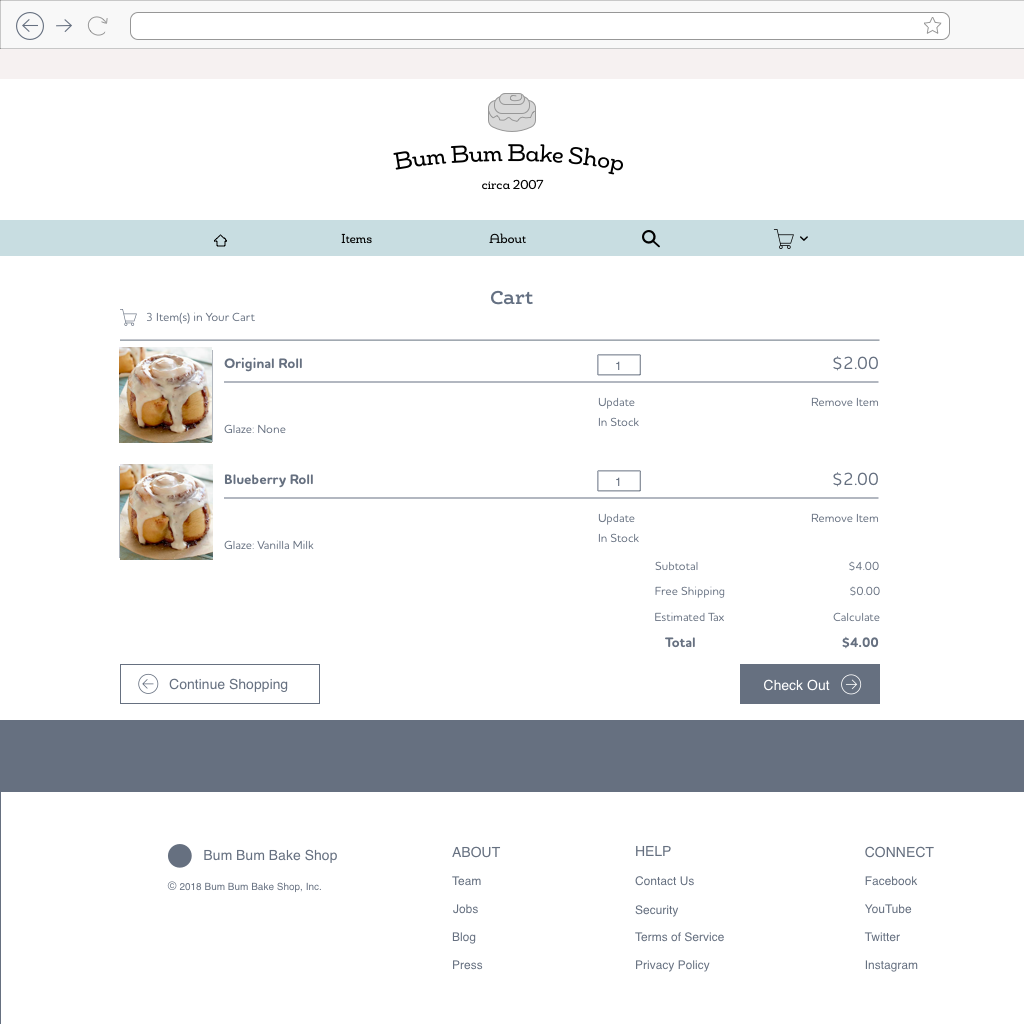 Bum Bum Bake Shop
circa 2007
Items About
Cart
3 Item(s) in Your Cart
Original Roll 1 $2.00
Update Remove Item
In Stock
Glaze: None
Blueberry Roll 1 $2.00
Update Remove Item
In Stock
Glaze: Vanilla Milk
Subtotal $4.00
Free Shipping $0.00
Estimated Tax Calculate
Total $4.00
Continue Shopping Check Out
Bum Bum Bake Shop
© 2018 Bum Bum Bake Shop, Inc.
ABOUT
Team
Jobs
Blog
Press
HELP
Contact Us
Security
Terms of Service
Privacy Policy
CONNECT
Facebook
YouTube
Twitter
Instagram